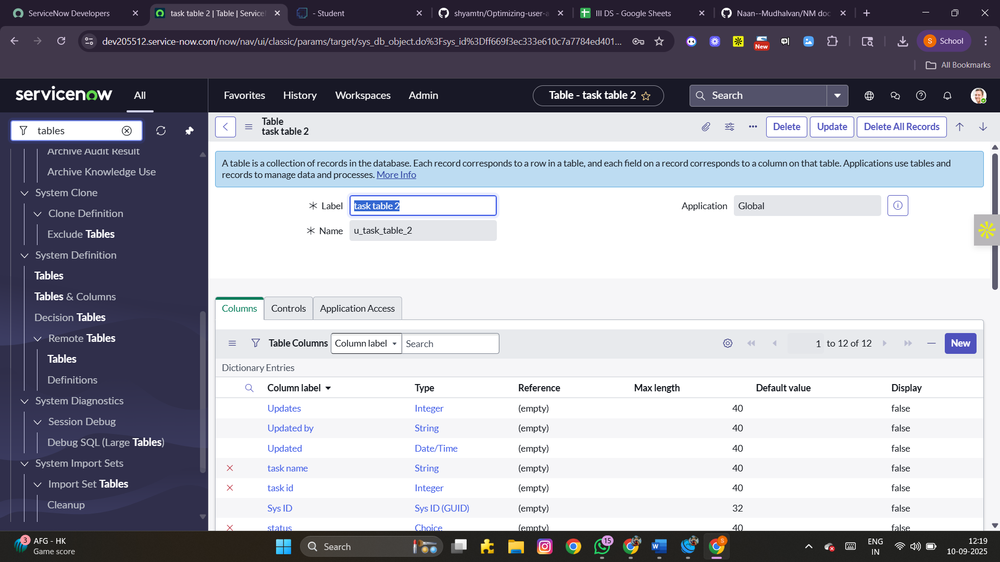 ServiceNow Developers
task table 2 | Table | Service
- Student
shyamtn/Optimizing-user-a
III DS - Google Sheets
Naan--Mudhalvan/NM doc
dev205512.service-now.com/now/nav/ui/classic/params/target/sys_db_object.do%3Fsys_id%3Dff669f3ec333e610c7a7784ed401...
New
S School
All Bookmarks
servicenow
All
Favorites
History
Workspaces
Admin
Table - task table 2
Search
tables
Archive Audit Result
Archive Knowledge Use
System Clone
Clone Definition
Exclude Tables
System Definition
Tables
Tables & Columns
Decision Tables
Remote Tables
Tables
Definitions
System Diagnostics
Session Debug
Debug SQL (Large Tables)
System Import Sets
Import Set Tables
Cleanup
Table
task table 2
Delete
Update
Delete All Records
A table is a collection of records in the database. Each record corresponds to a row in a table, and each field on a record corresponds to a column on that table. Applications use tables and
records to manage data and processes. More Info
Label task table 2
Application Global
Name u_task_table_2
Columns
Controls
Application Access
Table Columns Column label Search
1 to 12 of 12
New
Dictionary Entries
Column label Type Reference Max length Default value Display
Updates Integer (empty) 40 false
Updated by String (empty) 40 false
Updated Date/Time (empty) 40 false
task name String (empty) 40 false
task id Integer (empty) 40 false
Sys ID Sys ID (GUID) (empty) 32 false
status Choice (empty) 40 false
3
AFG - HK
Game score
Search
15
W
S
ENG
IN
12:19
10-09-2025